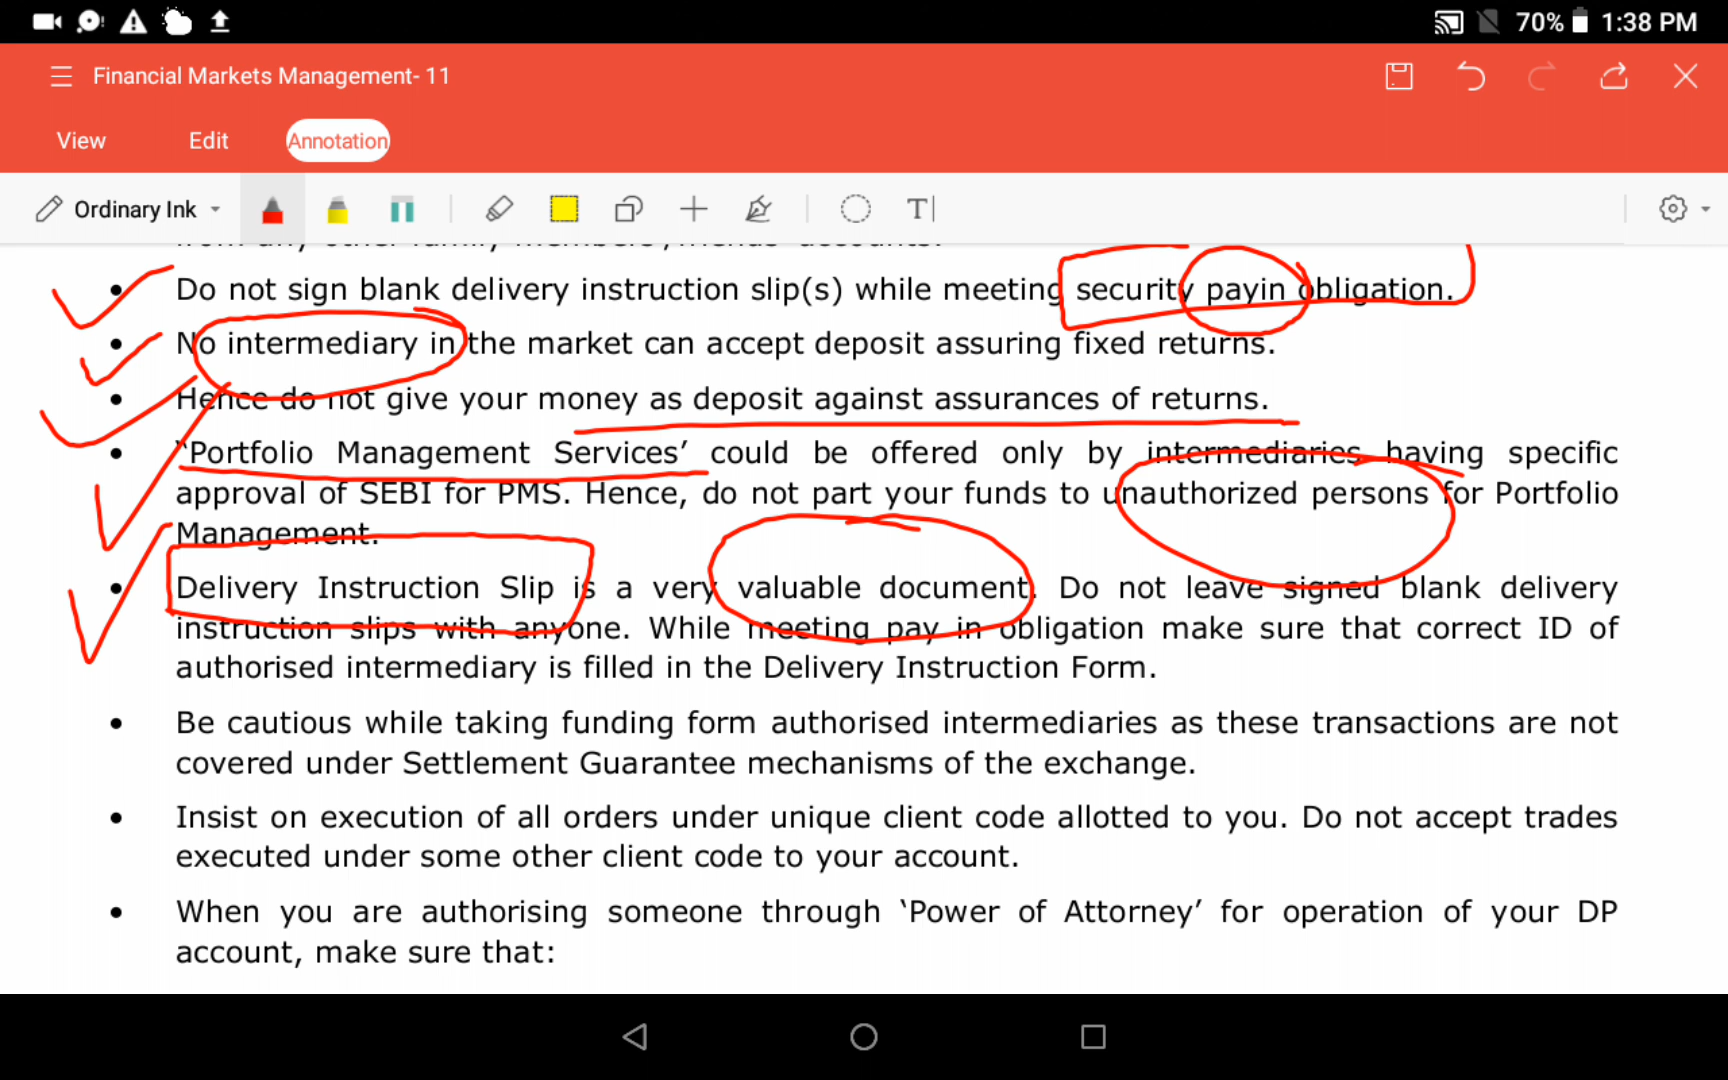 70% 1:38 PM
Financial Markets Management- 11
View Edit Annotation
Ordinary Ink T
from any other family members'/friends' accounts.
Do not sign blank delivery instruction slip(s) while meeting security payin obligation.
No intermediary in the market can accept deposit assuring fixed returns.
Hence do not give your money as deposit against assurances of returns.
'Portfolio Management Services' could be offered only by intermediaries having specific
approval of SEBI for PMS. Hence, do not part your funds to unauthorized persons for Portfolio
Management.
Delivery Instruction Slip is a very valuable document. Do not leave signed blank delivery
instruction slips with anyone. While meeting pay in obligation make sure that correct ID of
authorised intermediary is filled in the Delivery Instruction Form.
Be cautious while taking funding form authorised intermediaries as these transactions are not
covered under Settlement Guarantee mechanisms of the exchange.
Insist on execution of all orders under unique client code allotted to you. Do not accept trades
executed under some other client code to your account.
When you are authorising someone through ‘Power of Attorney’ for operation of your DP
account, make sure that: